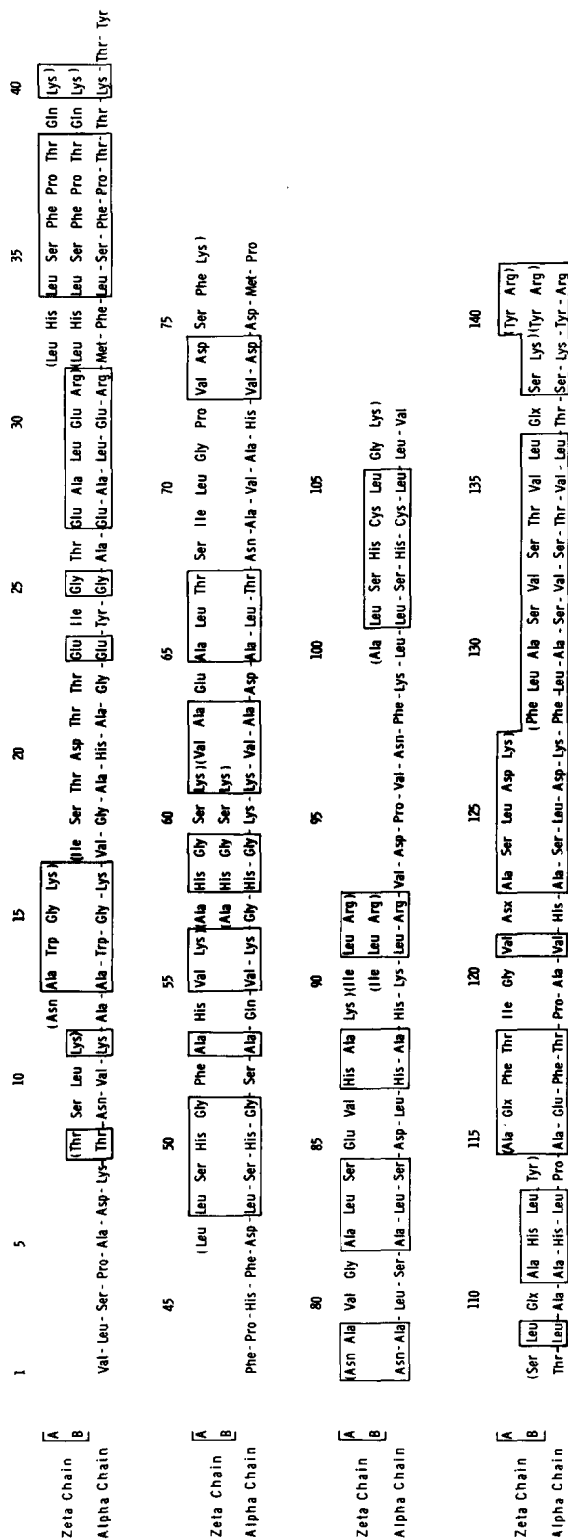 1 5 10 15 20 25 30 35 40
A (Asn Ala Trp Gly Lys) (Leu His Leu Ser Phe Pro Thr Gln Lys)
Zeta Chain
B (Thr Ser Leu Lys) (Ile Ser Thr Asp Thr Thr Glu Ile Gly Thr Glu Ala Leu Glu Arg)(Leu His Leu Ser Phe Pro Thr Gln Lys)
Alpha Chain Val-Leu-Ser-Pro-Ala-Asp-Lys-Thr-Asn-Val-Lys-Ala-Ala-Trp-Gly-Lys-Val-Gly-Ala-His-Ala-Gly-Glu-Tyr-Gly-Ala-Glu-Ala-Leu-Glu-Arg-Met-Phe-Leu-Ser-Phe-Pro-Thr-Thr-Lys-Thr-Tyr
45 50 55 60 65 70 75
A (Leu Leu Ser His Gly Phe Ala His Val Lys)(Ala His Gly Ser Lys)(Val Ala Glu Ala Leu Thr Ser Ile Leu Gly Pro Val Asp Ser Phe Lys)
Zeta Chain
B (Ala His Gly Ser Lys)
Alpha Chain Phe-Pro-His-Phe-Asp-Leu-Ser-His-Gly-Ser-Ala-Gln-Val-Lys-Gly-His-Gly-Lys-Lys-Val-Ala-Asp-Ala-Leu-Thr-Asn-Ala-Val-Ala-His-Val-Asp-Asp-Met-Pro
80 85 90 95 100 105
A (Asn Ala Val Gly Ala Leu Ser Glu Val His Ala Lys)(Ile Leu Arg)
Zeta Chain
B (Ile Leu Arg) (Ala Leu Ser His Cys Leu Gly Lys)
Alpha Chain Asn-Ala-Leu-Ser-Ala-Leu-Ser-Asp-Leu-His-Ala-His-Lys-Leu-Arg-Val-Asp-Pro-Val-Asn-Phe-Lys-Leu-Leu-Ser-His-Cys-Leu-Leu-Val
110 115 120 125 130 135 140
A (Ala Glx Phe Thr Ile Gly Val Asx Ala Ser Leu Asp Lys) (Tyr Arg)
Zeta Chain
B (Ser Leu Glx Ala His Leu Tyr) (Phe Leu Ala Ser Val Ser Thr Val Leu Glx Ser Lys)(Tyr Arg)
Alpha Chain Thr-Leu-Ala-Ala-His-Leu-Pro-Ala-Glu-Phe-Thr-Pro-Ala-Val-His-Ala-Ser-Leu-Asp-Lys-Phe-Leu-Ala-Ser-Val-Ser-Thr-Val-Leu-Thr-Ser-Lys-Tyr-Arg